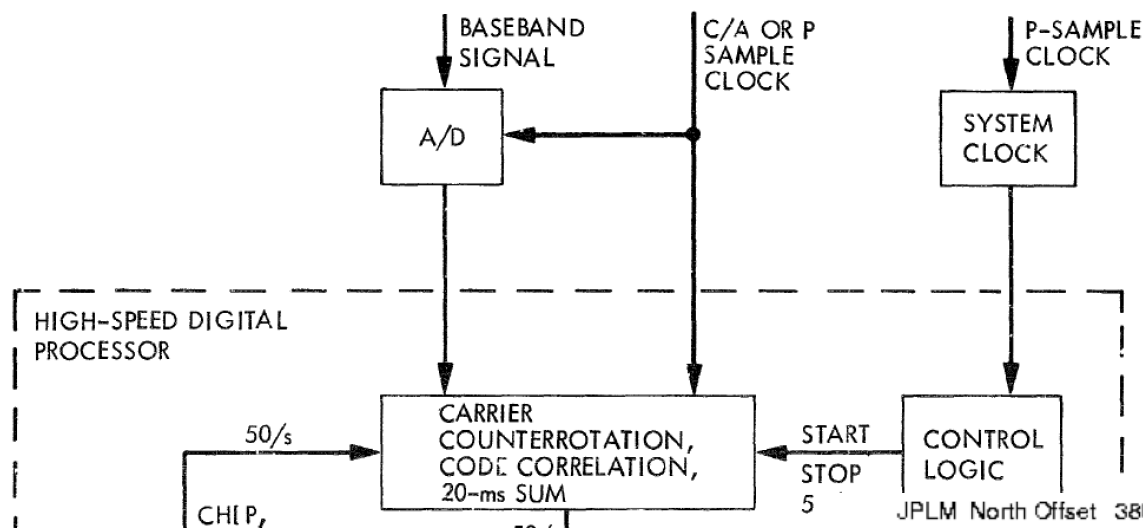 BASEBAND
SIGNAL
C/A OR P
SAMPLE
CLOCK
P-SAMPLE
CLOCK
A/D
SYSTEM
CLOCK
HIGH-SPEED DIGITAL
PROCESSOR
CARRIER
COUNTERROTATION,
CODE CORRELATION,
20-ms SUM
50/s
START
STOP
5
CONTROL
LOGIC
CHIP,
JPLM North Offset 38